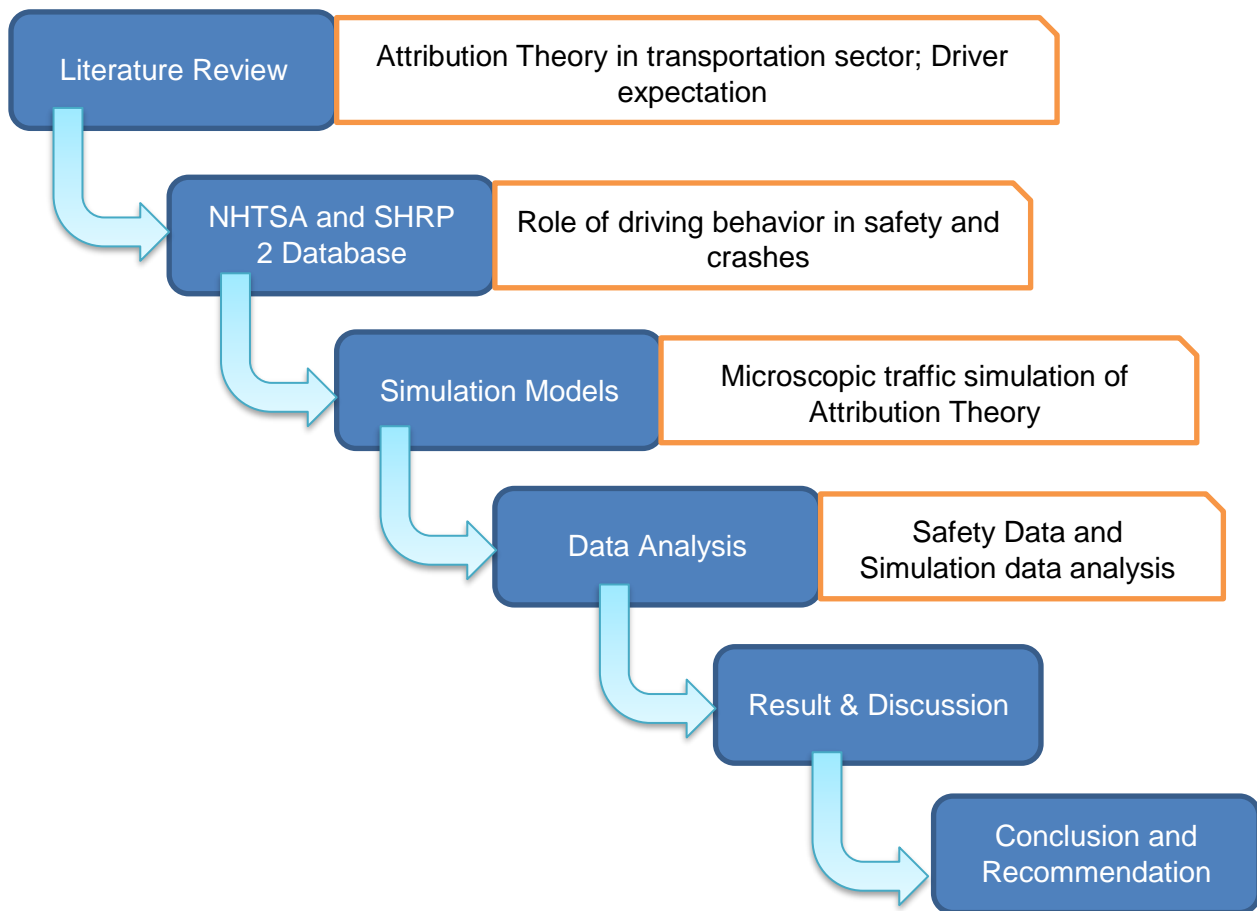 Literature Review
Attribution Theory in transportation sector; Driver
expectation
NHTSA and SHRP
2 Database
Role of driving behavior in safety and
crashes
Simulation Models
Microscopic traffic simulation of
Attribution Theory
Data Analysis
Safety Data and
Simulation data analysis
Result & Discussion
Conclusion and
Recommendation